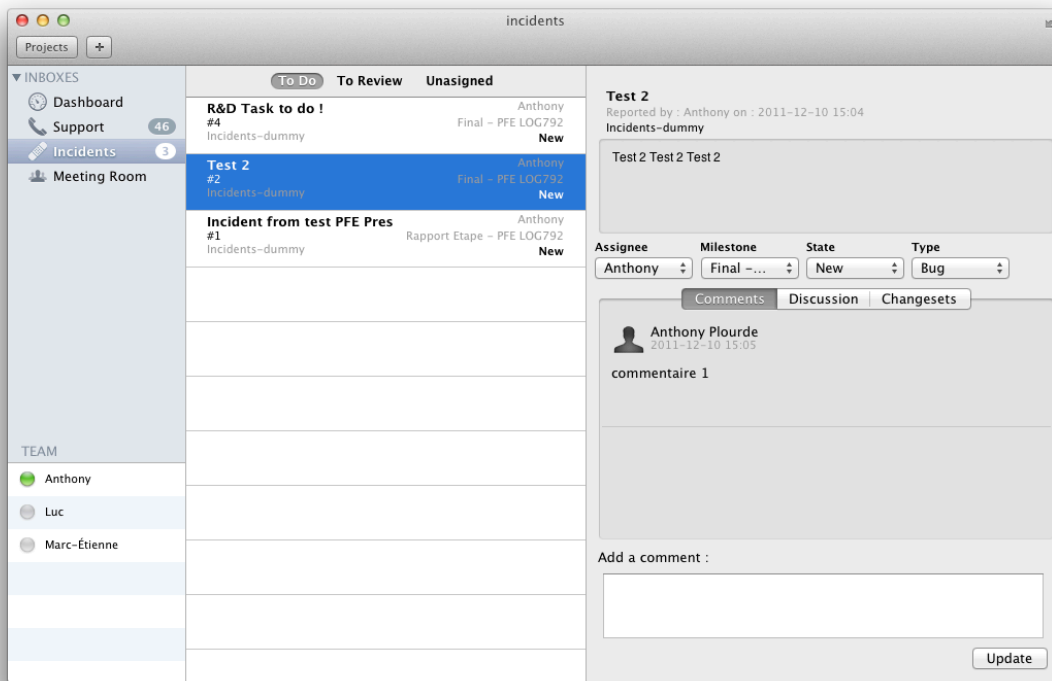 incidents
Projects
+
INBOXES
Dashboard
Support 46
Incidents 3
Meeting Room
TEAM
Anthony
Luc
Marc-Étienne
To Do To Review Unasigned
R&D Task to do ! Anthony
#4 Final - PFE LOG792
Incidents-dummy New
Test 2 Anthony
#2 Final - PFE LOG792
Incidents-dummy New
Incident from test PFE Pres Anthony
#1 Rapport Etape - PFE LOG792
Incidents-dummy New
Test 2
Reported by : Anthony on : 2011-12-10 15:04
Incidents-dummy
Test 2 Test 2 Test 2
Assignee Milestone State Type
Anthony Final -... New Bug
Comments Discussion Changesets
Anthony Plourde
2011-12-10 15:05
commentaire 1
Add a comment :
Update